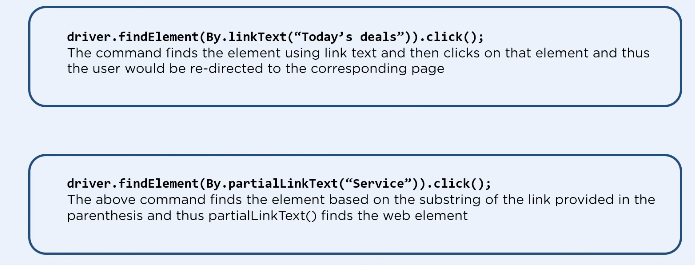 driver.findElement(By.linkText(“Today’s deals”)).click();
The command finds the element using link text and then clicks on that element and thus
the user would be re-directed to the corresponding page
driver.findElement(By.partialLinkText(“Service”)).click();
The above command finds the element based on the substring of the link provided in the
parenthesis and thus partialLinkText() finds the web element